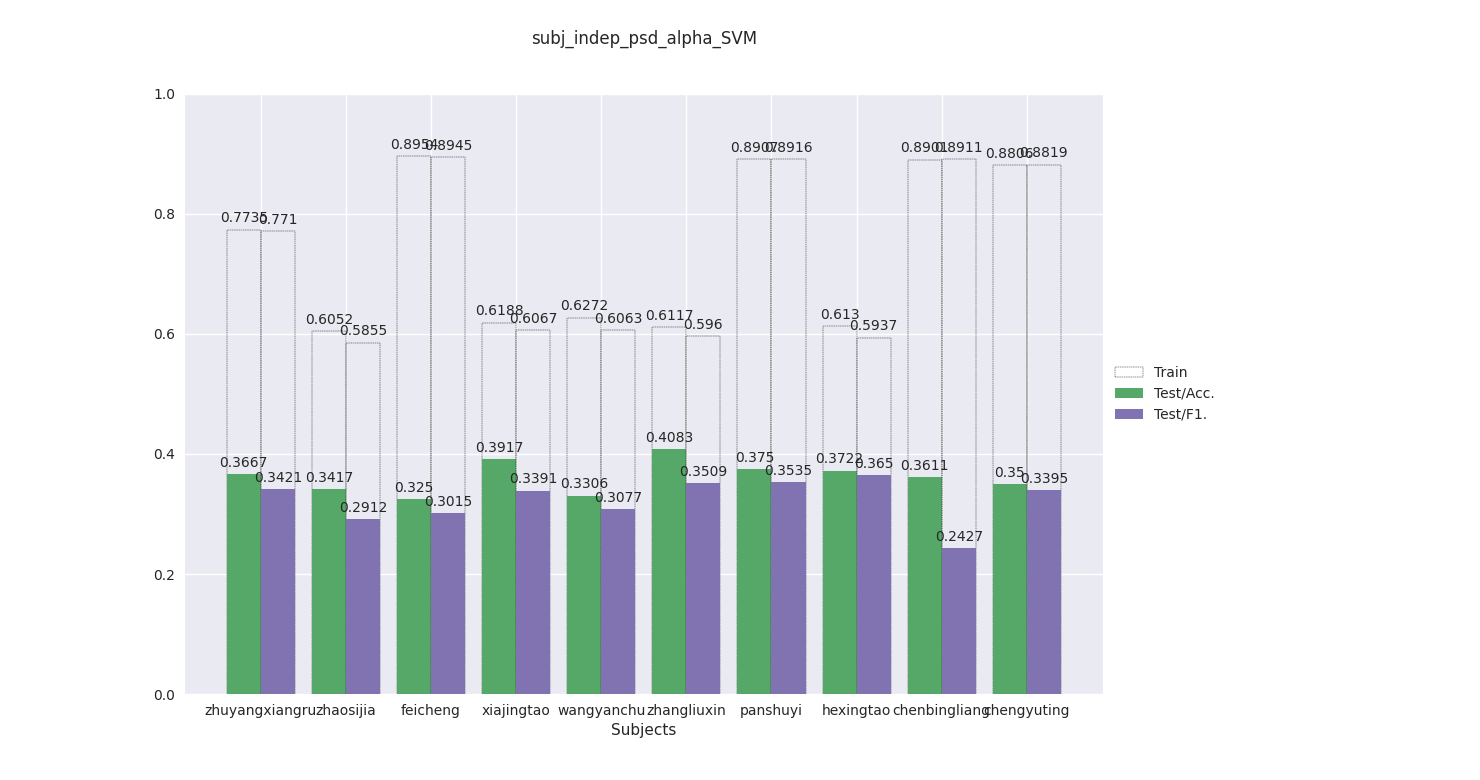 subj_indep_psd_alpha_SVM
1.0
0.8954 0.8945 0.8907 0.8916 0.8901 0.8911 0.8806 0.8819
0.8
0.7735 0.771
0.6052 0.5855 0.6188 0.6067 0.6272 0.6063 0.6117 0.596 0.613 0.5937
0.6
0.4
0.3667 0.3421 0.3417 0.2912 0.325 0.3015 0.3917 0.3391 0.3306 0.3077 0.4083 0.3509 0.375 0.3535 0.3722 0.365 0.3611 0.2427 0.35 0.3395
0.2
0.0
zhuyangxiangru zhaosijia feicheng xiajingtao wangyanchu zhangliuxin panshuyi hexingtao chenbingliang chengyuting
Subjects
Train
Test/Acc.
Test/F1.